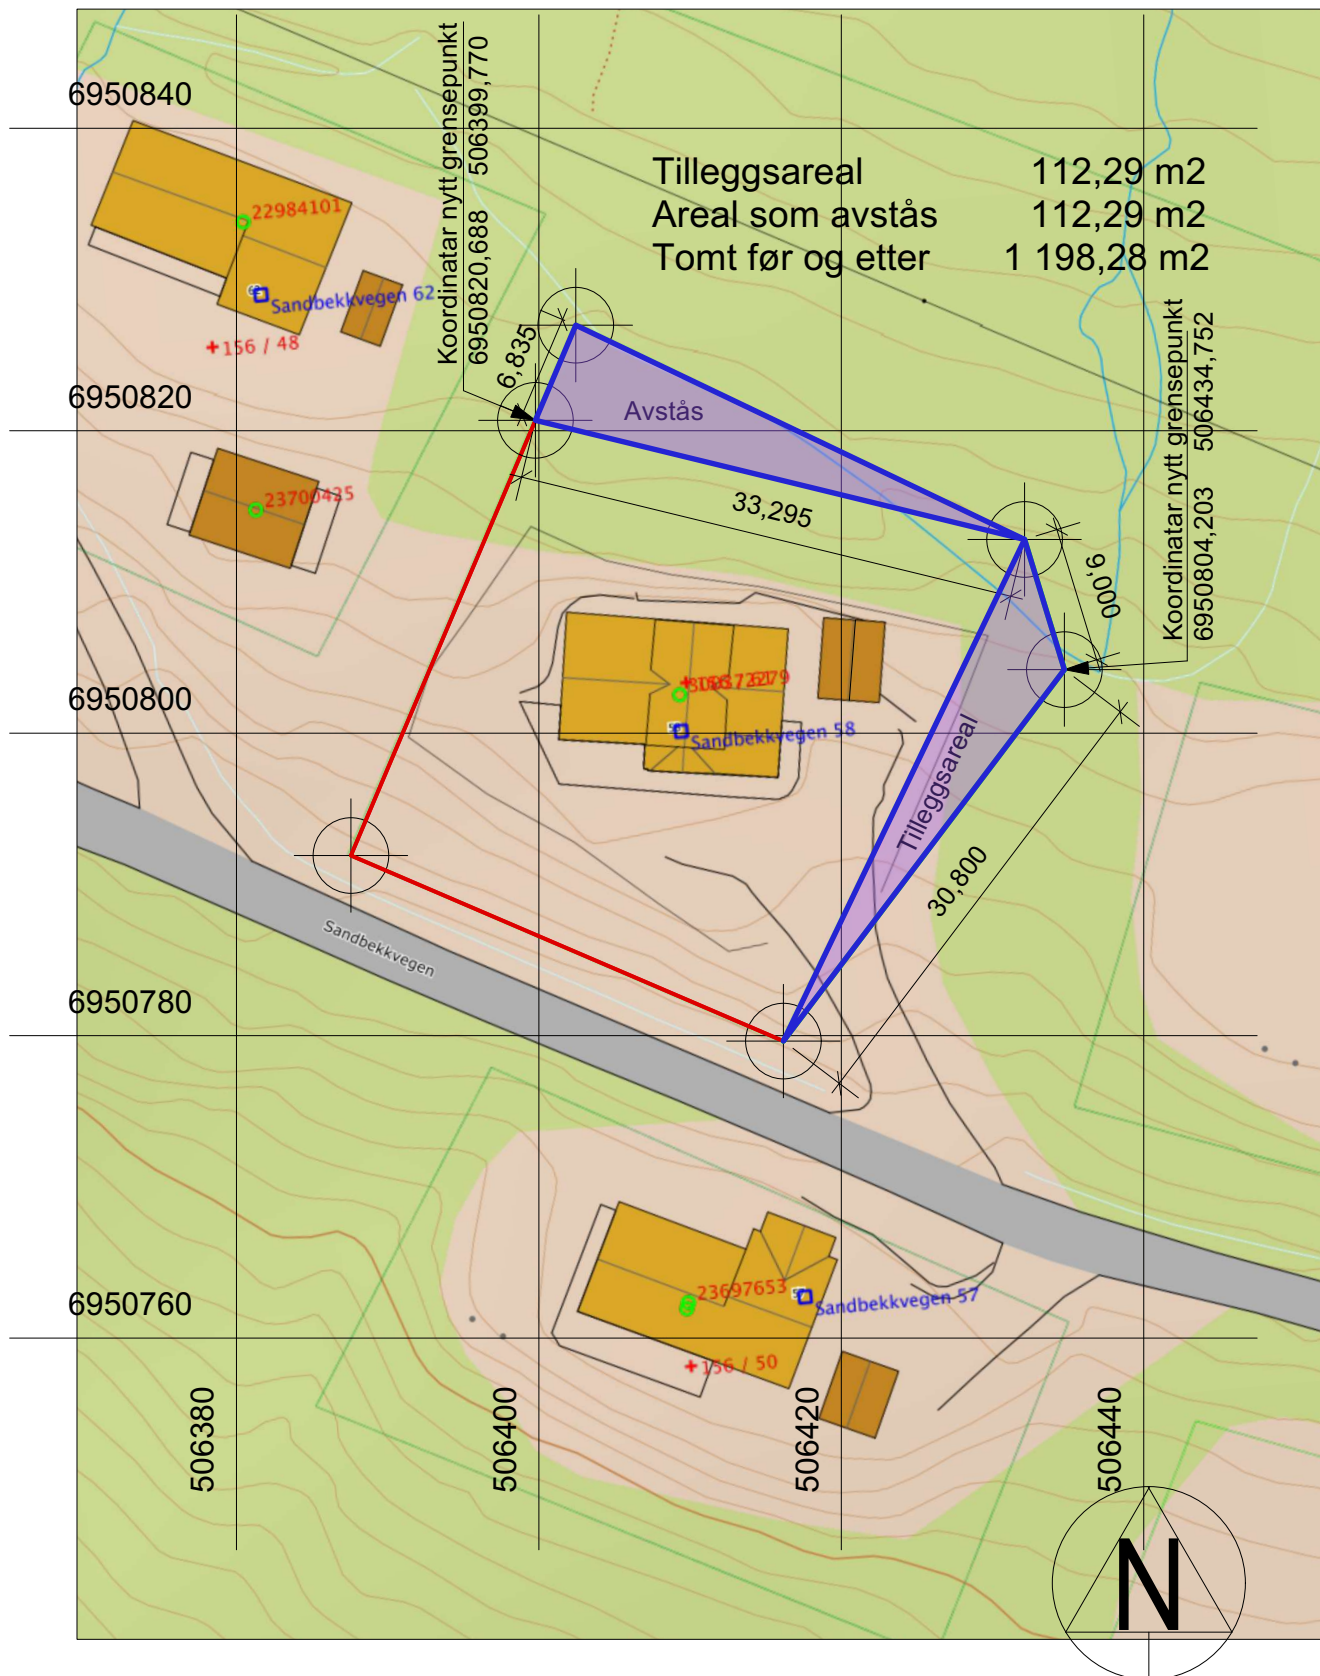 6950840
6950820
6950800
6950780
6950760
506380
506400
506420
506440
Koordinatar nytt grensepunkt
6950820,688 506399,770
Tilleggsareal 112,29 m2
Areal som avstås 112,29 m2
Tomt før og etter 1 198,28 m2
Koordinatar nytt grensepunkt
6950804,203 506434,752
22984101
Sandbekkvegen 62
156 / 48
6,835
Avstås
33,295
9,000
23700425
Sandbekkvegen 58
Tilleggsareal
30,800
Sandbekkvegen
23697653
Sandbekkvegen 57
156 / 50
N